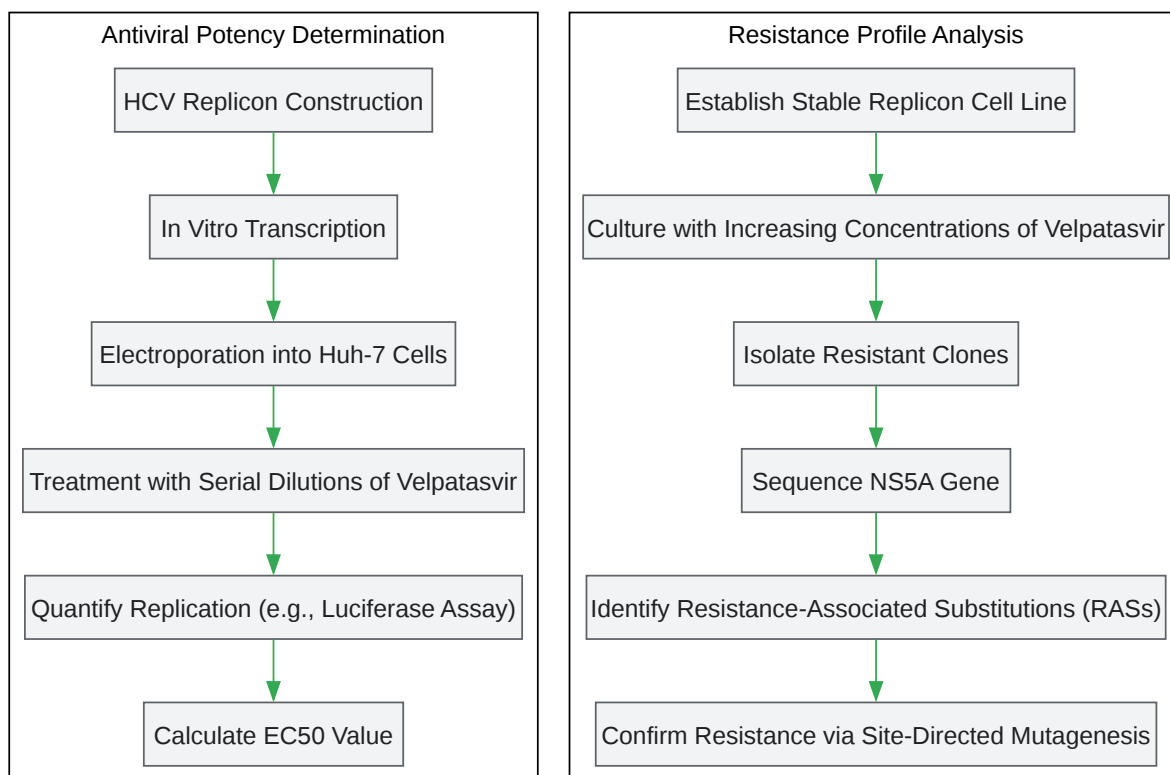 Antiviral Potency Determination
HCV Replicon Construction
In Vitro Transcription
Electroporation into Huh-7 Cells
Treatment with Serial Dilutions of Velpatasvir
Quantify Replication (e.g., Luciferase Assay)
Calculate EC50 Value
Resistance Profile Analysis
Establish Stable Replicon Cell Line
Culture with Increasing Concentrations of Velpatasvir
Isolate Resistant Clones
Sequence NS5A Gene
Identify Resistance-Associated Substitutions (RASs)
Confirm Resistance via Site-Directed Mutagenesis